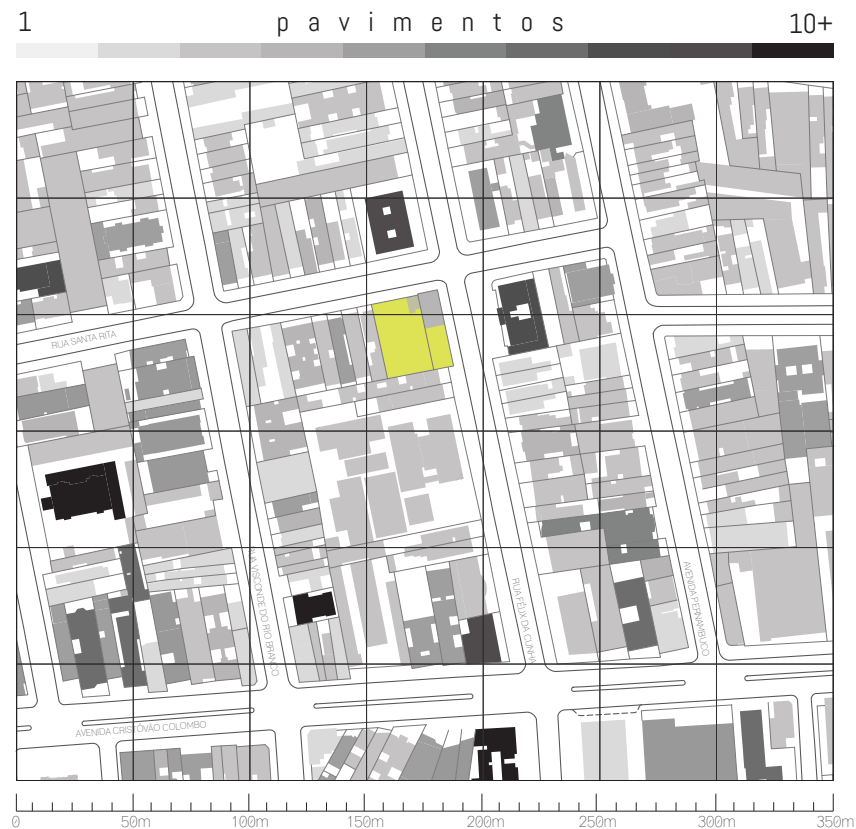 1 pavimentos 10+
RUA SANTA RITA
RUA VISCONDE DO RIO BRANCO
RUA FÉLIX DA CUNHA
AVENIDA PERNAMBUCO
AVENIDA CRISTÓVÃO COLOMBO
0 50m 100m 150m 200m 250m 300m 350m